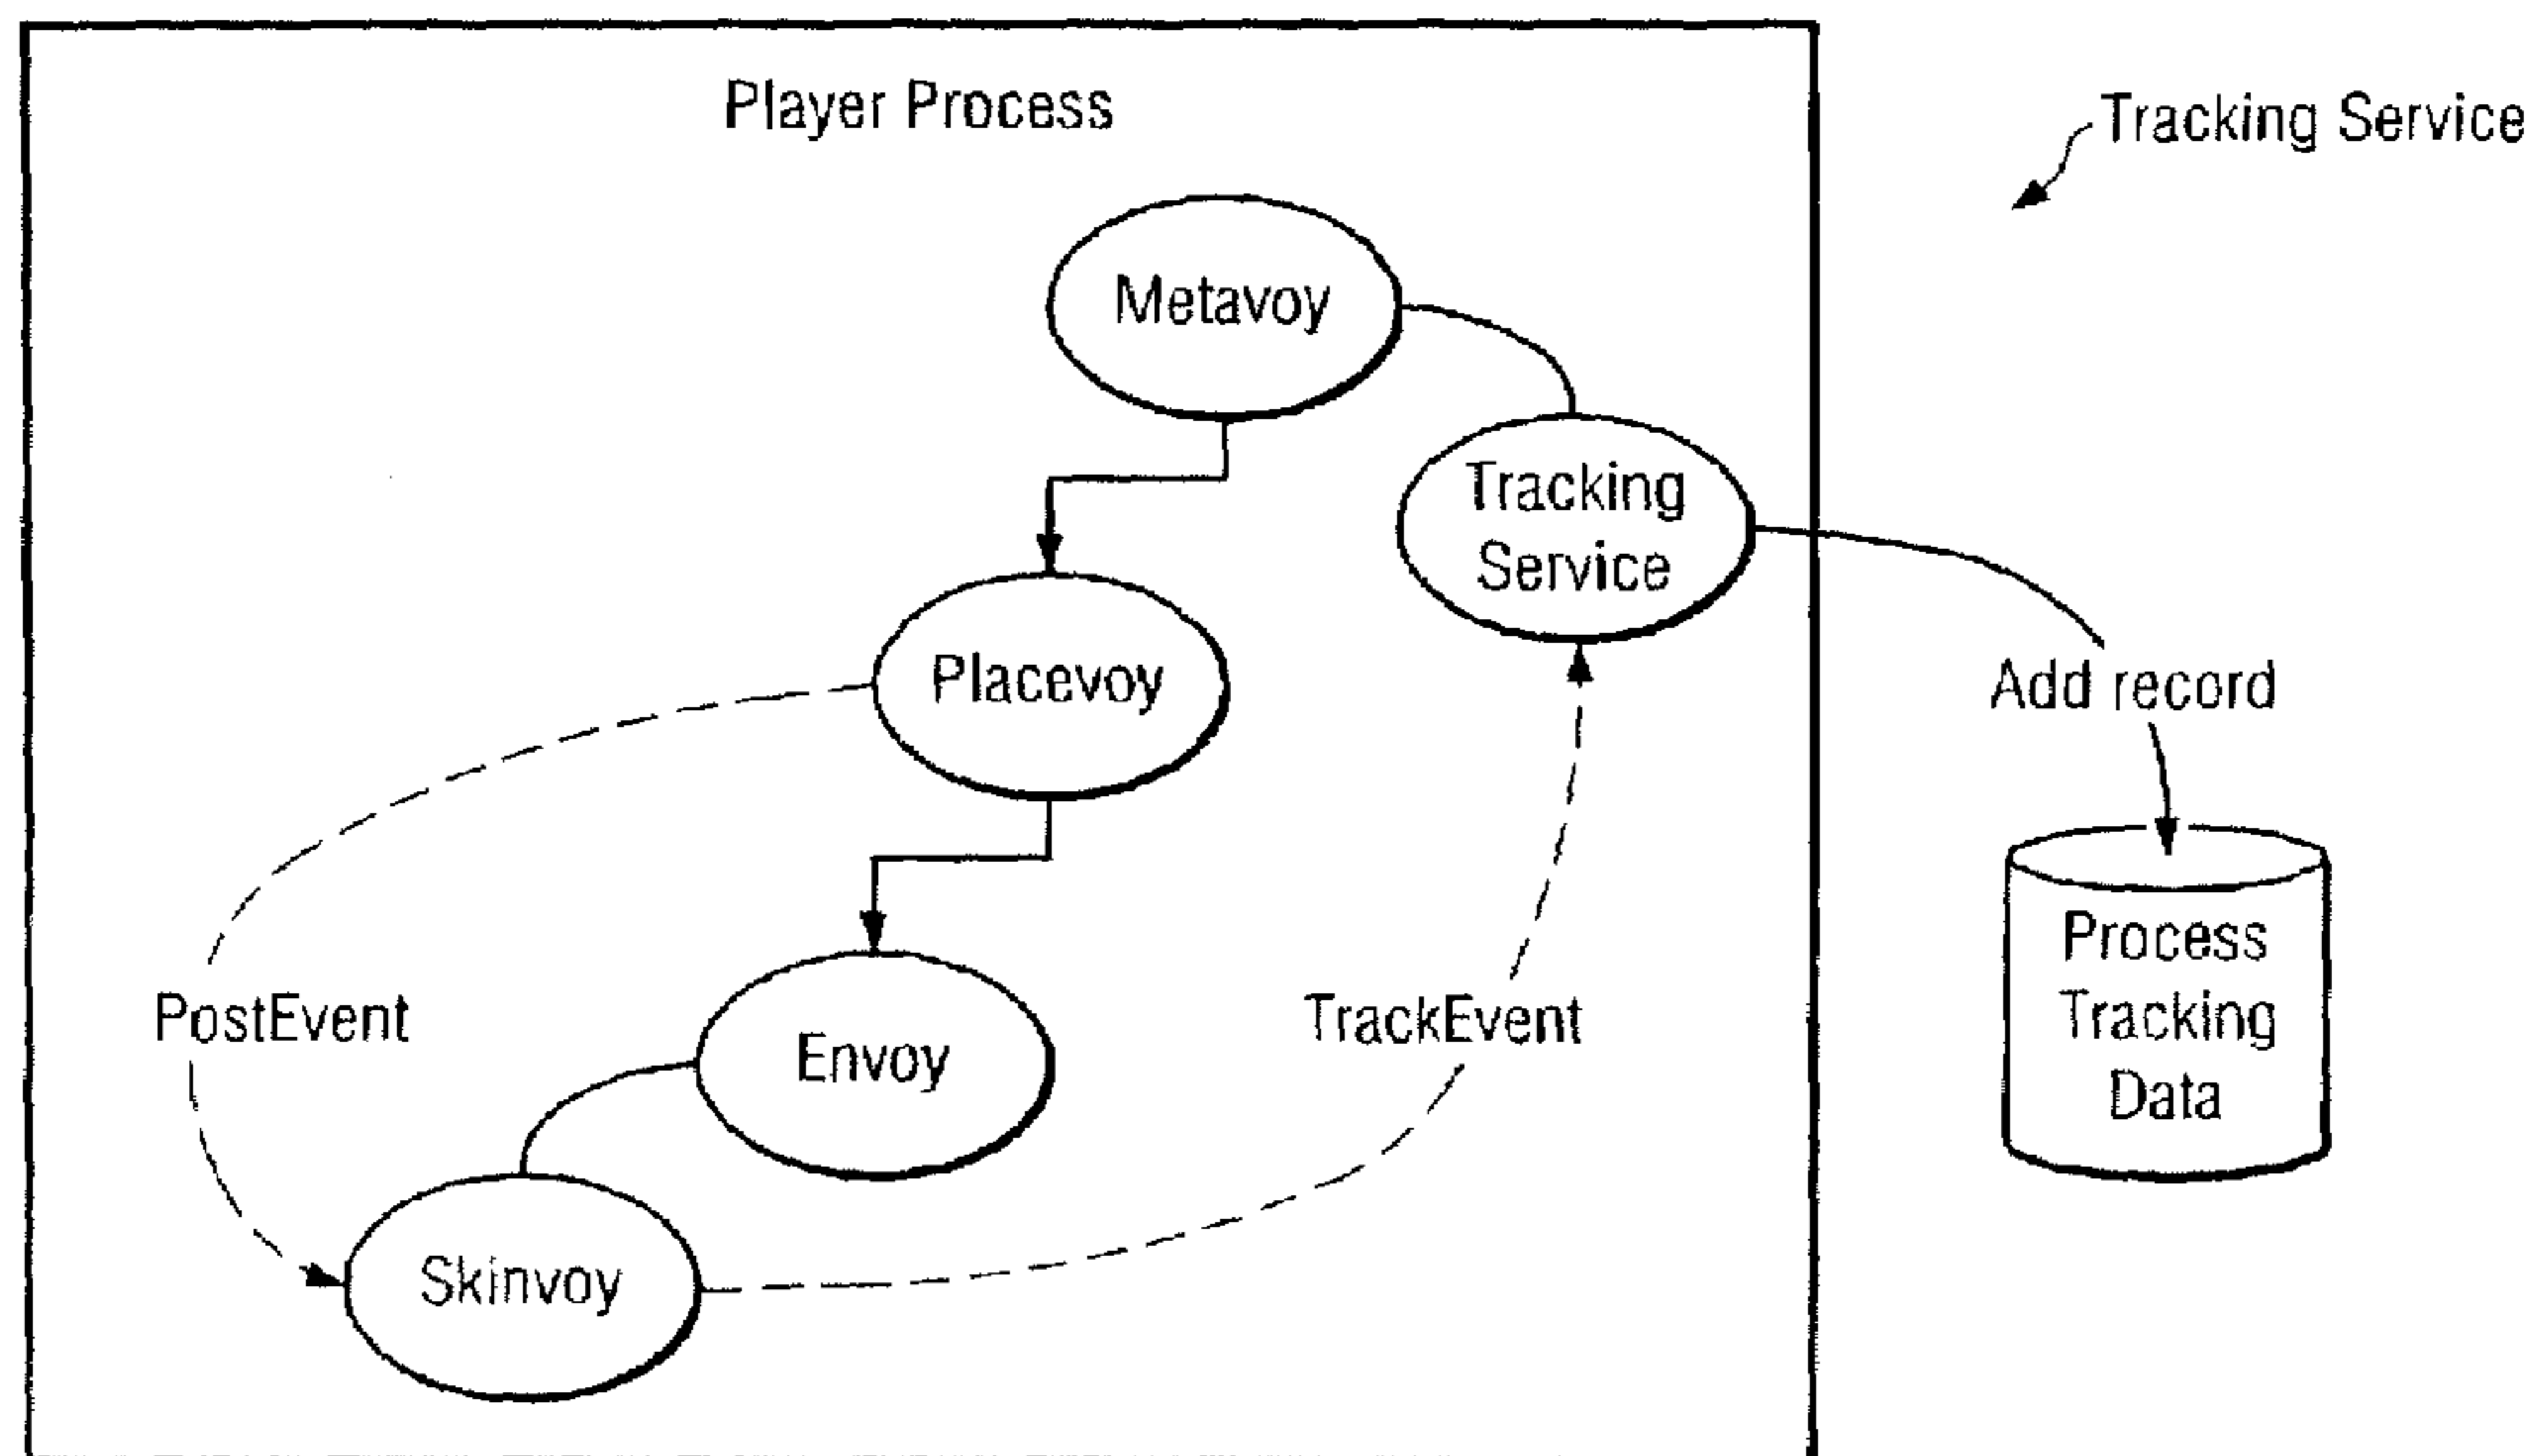 Player Process
Tracking Service
Metavoy
Tracking
Service
Placevoy
Add record
Process
Tracking
Data
PostEvent
TrackEvent
Envoy
Skinvoy